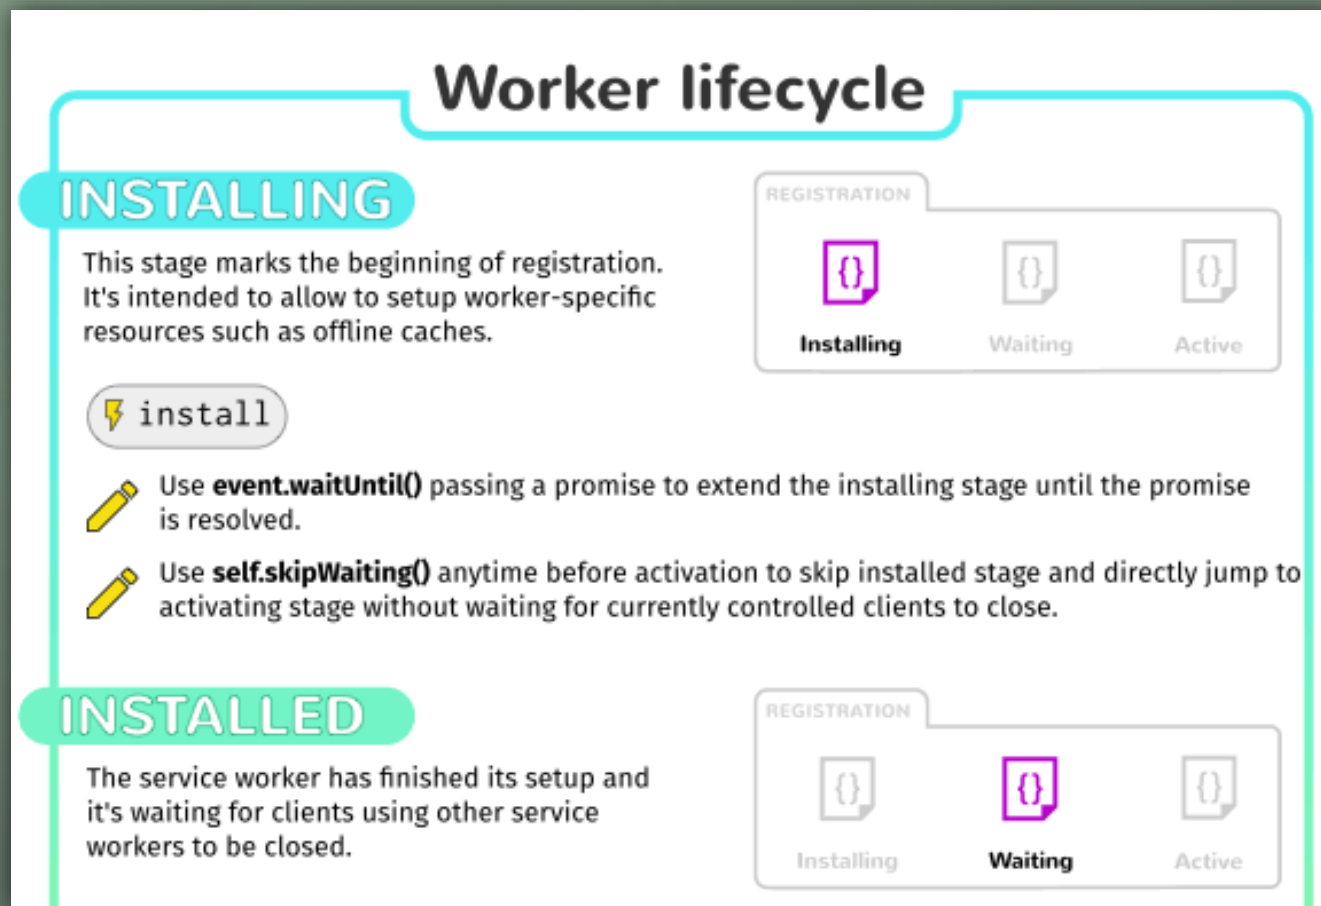 Worker lifecycle
INSTALLING
This stage marks the beginning of registration.
It's intended to allow to setup worker-specific
resources such as offline caches.
REGISTRATION
{} {} {}
Installing Waiting Active
install
Use event.waitUntil() passing a promise to extend the installing stage until the promise
is resolved.
Use self.skipWaiting() anytime before activation to skip installed stage and directly jump to
activating stage without waiting for currently controlled clients to close.
INSTALLED
The service worker has finished its setup and
it's waiting for clients using other service
workers to be closed.
REGISTRATION
{} {} {}
Installing Waiting Active